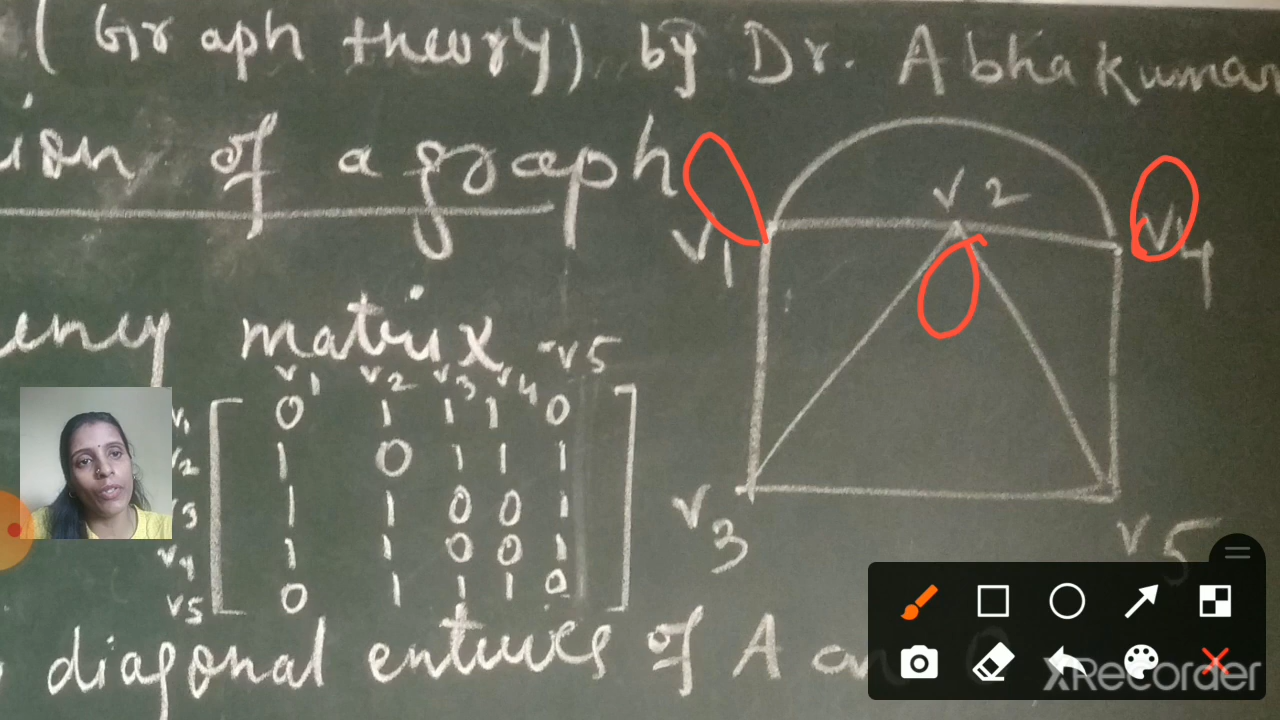 (Graph theory) by Dr. Abhakumar
ion of a graph
V1 V2 V4
ency matrix
v1 v2 v3 v4 v5
v1 0 1 1 1 0
v2 1 0 1 1 1
v3 1 1 0 0 1
v4 1 1 0 0 1
v5 0 1 1 1 0
V3 V5
diagonal entries of A
XRecorder